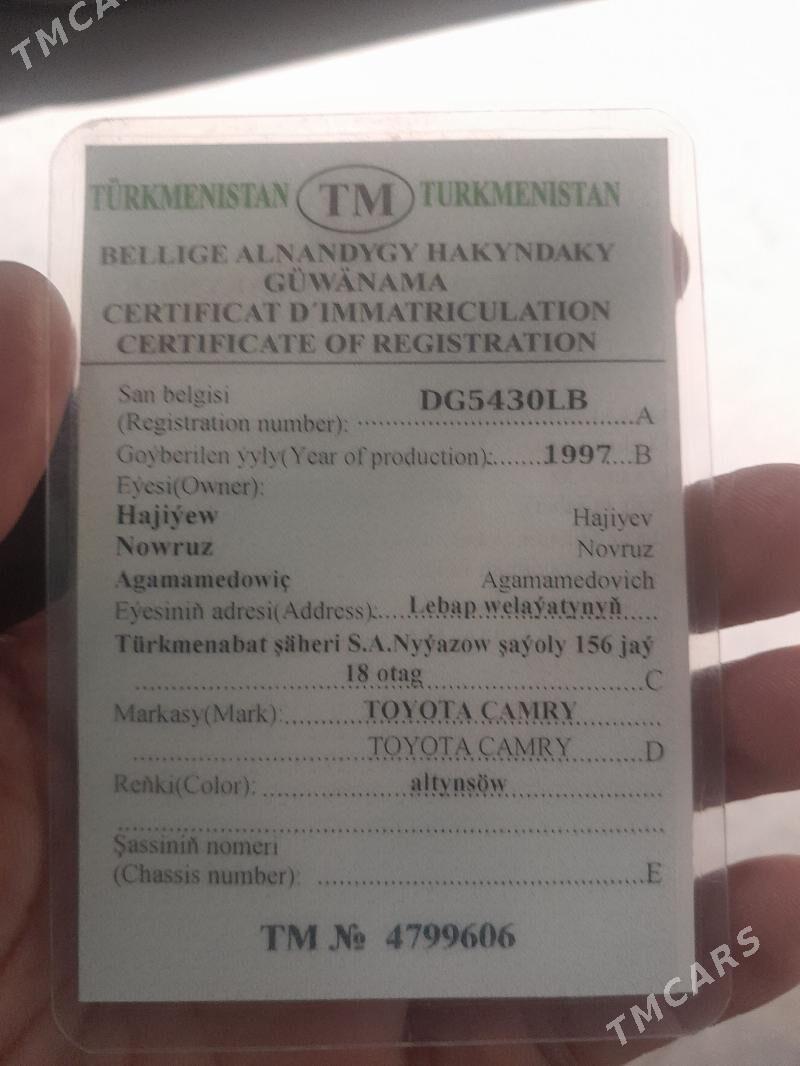 TMCARS
TÜRKMENISTAN TM TURKMENISTAN
BELLIGE ALNANDYGY HAKYNDAKY
GÜWÄNAMA
CERTIFICAT D´IMMATRICULATION
CERTIFICATE OF REGISTRATION
San belgisi
(Registration number): DG5430LB A
Goýberilen ýyly(Year of production): 1997 B
Eýesi(Owner):
Hajiýew Hajiyev
Nowruz Novruz
Agamamedowiç Agamamedovich
Eýesiniň adresi(Address): Lebap welaýatynyň
Türkmenabat şäheri S.A.Nyýazow şaýoly 156 jaý
18 otag C
Markasy(Mark): TOYOTA CAMRY
TOYOTA CAMRY D
Reňki(Color): altynsöw
Şassiniň nomeri
(Chassis number): E
TM № 4799606
TMCARS